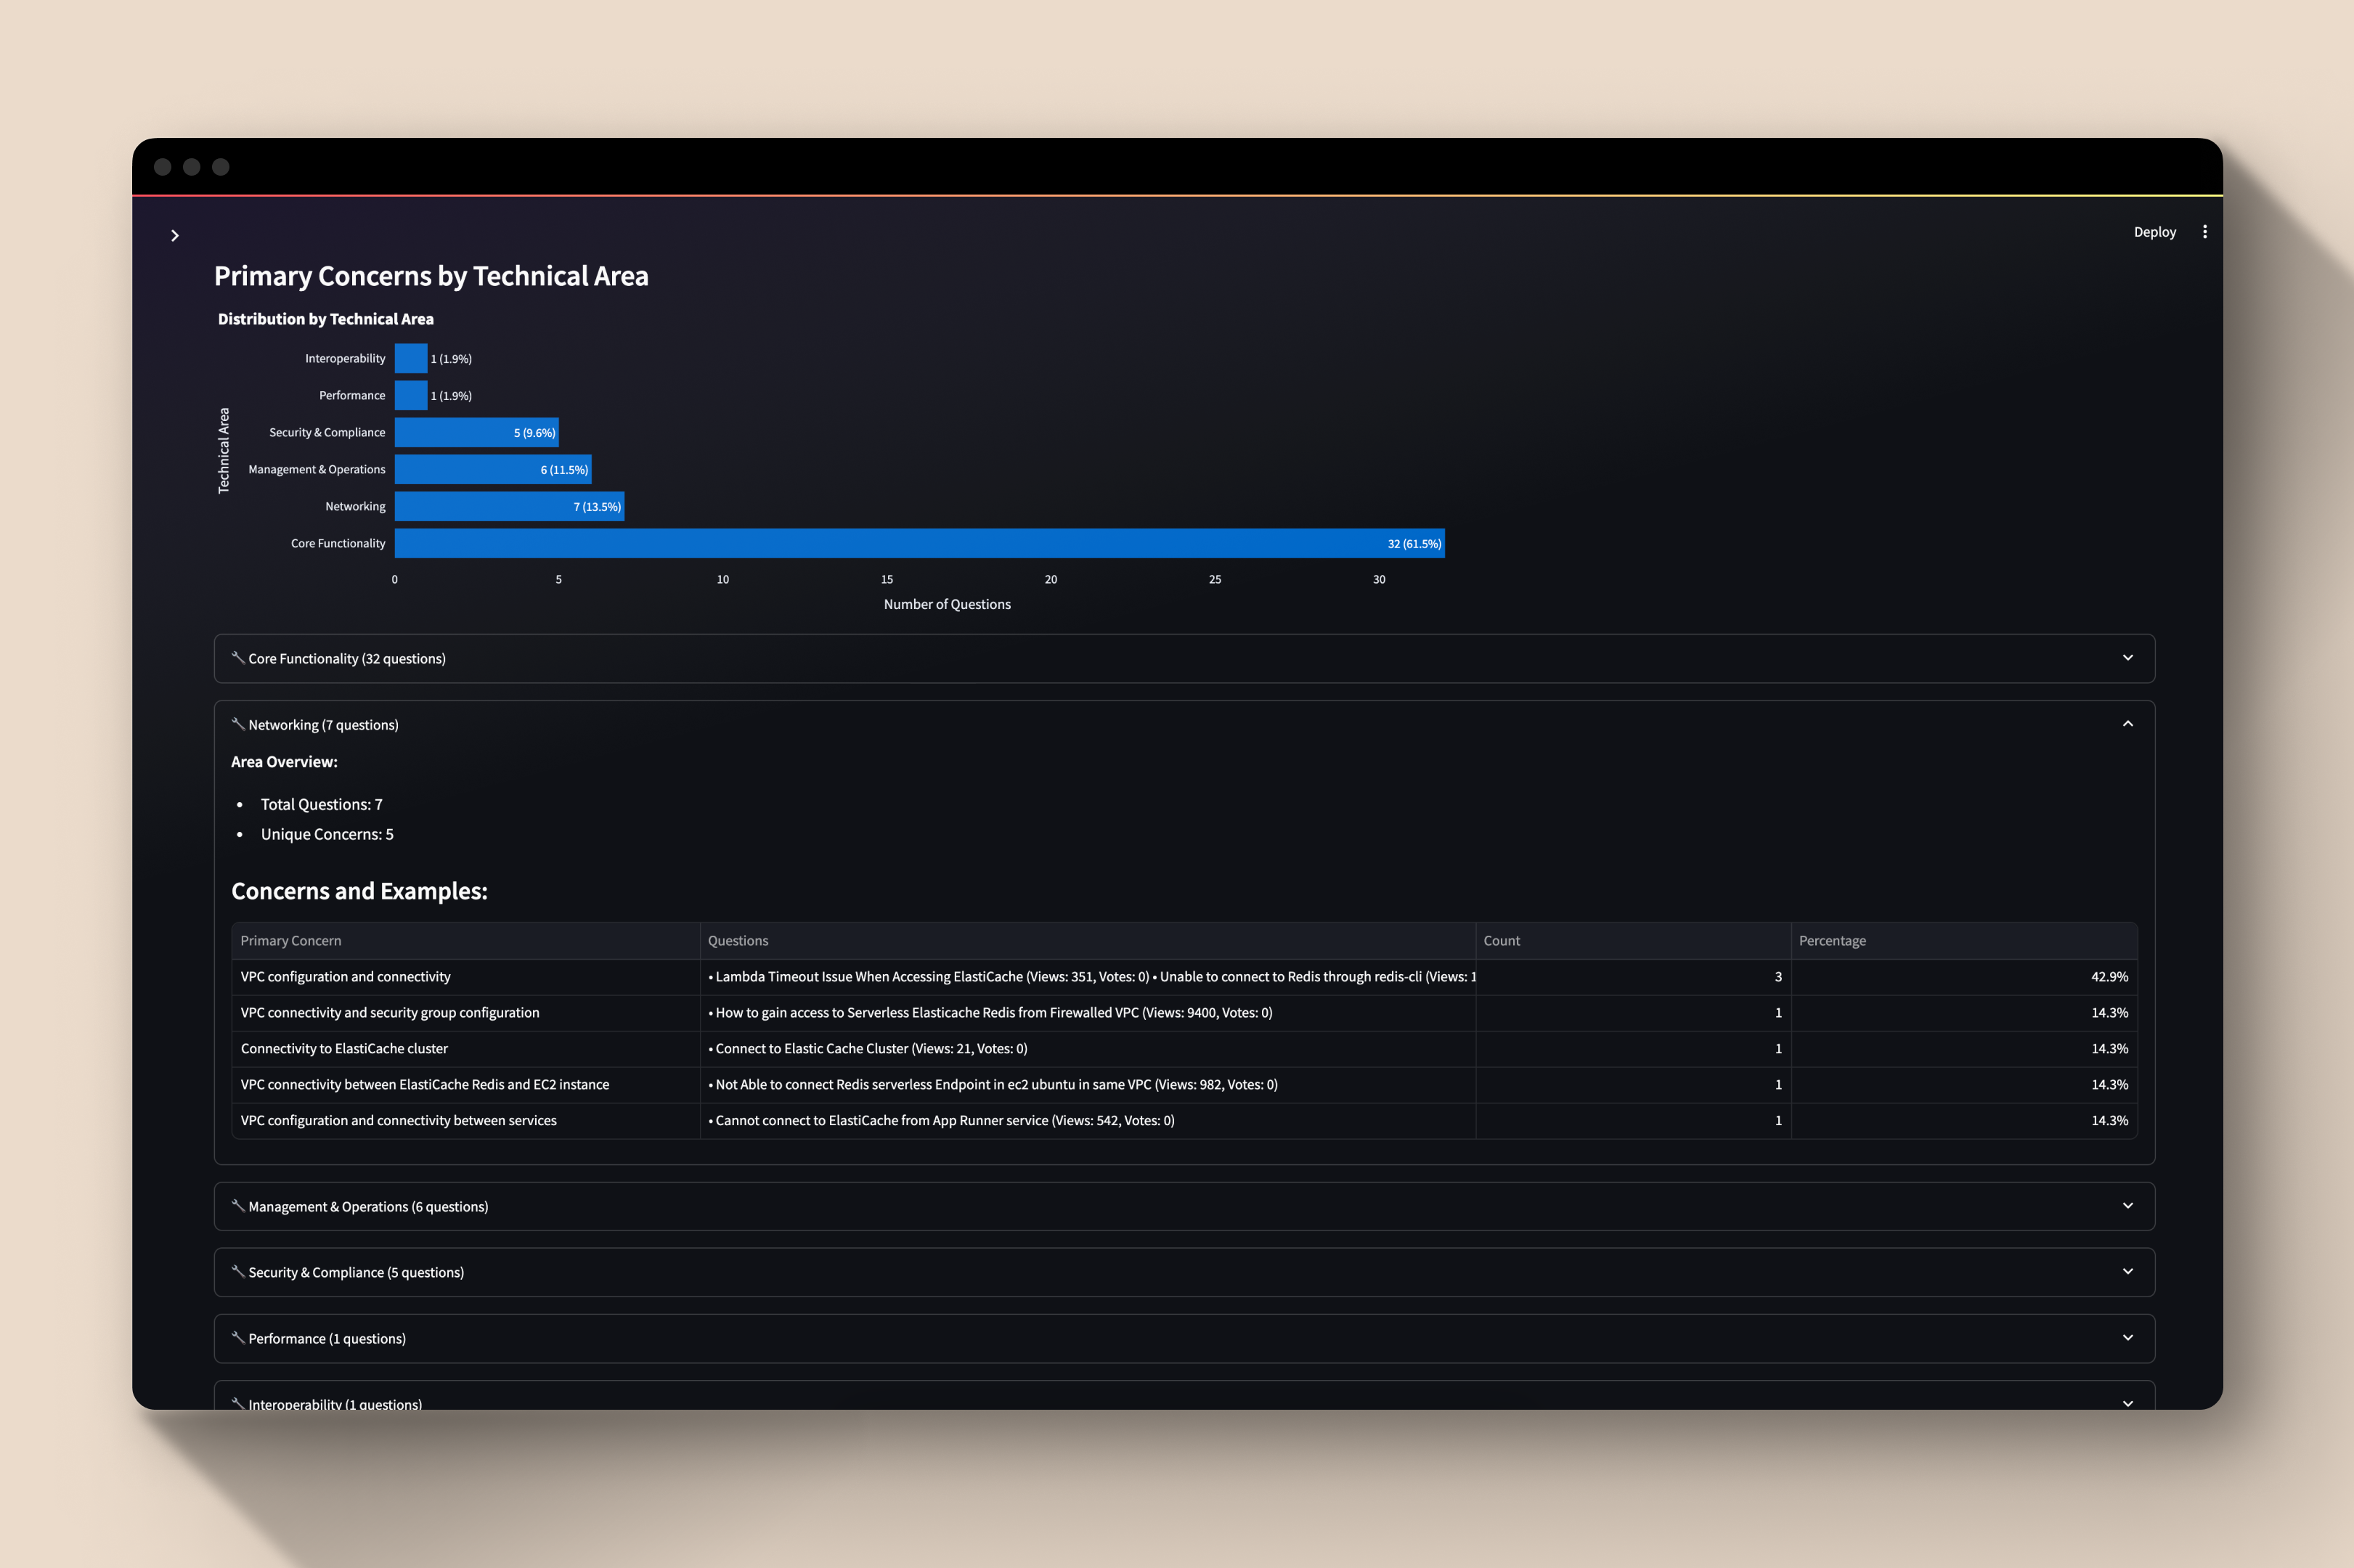 Deploy
Primary Concerns by Technical Area
Distribution by Technical Area
Technical Area
Interoperability 1 (1.9%)
Performance 1 (1.9%)
Security & Compliance 5 (9.6%)
Management & Operations 6 (11.5%)
Networking 7 (13.5%)
Core Functionality 32 (61.5%)
0 5 10 15 20 25 30
Number of Questions
Core Functionality (32 questions)
Networking (7 questions)
Area Overview:
• Total Questions: 7
• Unique Concerns: 5
Concerns and Examples:
Primary Concern Questions Count Percentage
VPC configuration and connectivity • Lambda Timeout Issue When Accessing ElastiCache (Views: 351, Votes: 0) • Unable to connect to Redis through redis-cli (Views: 1 3 42.9%
VPC connectivity and security group configuration • How to gain access to Serverless Elasticache Redis from Firewalled VPC (Views: 9400, Votes: 0) 1 14.3%
Connectivity to ElastiCache cluster • Connect to Elastic Cache Cluster (Views: 21, Votes: 0) 1 14.3%
VPC connectivity between ElastiCache Redis and EC2 instance • Not Able to connect Redis serverless Endpoint in ec2 ubuntu in same VPC (Views: 982, Votes: 0) 1 14.3%
VPC configuration and connectivity between services • Cannot connect to ElastiCache from App Runner service (Views: 542, Votes: 0) 1 14.3%
Management & Operations (6 questions)
Security & Compliance (5 questions)
Performance (1 questions)
Interoperability (1 questions)